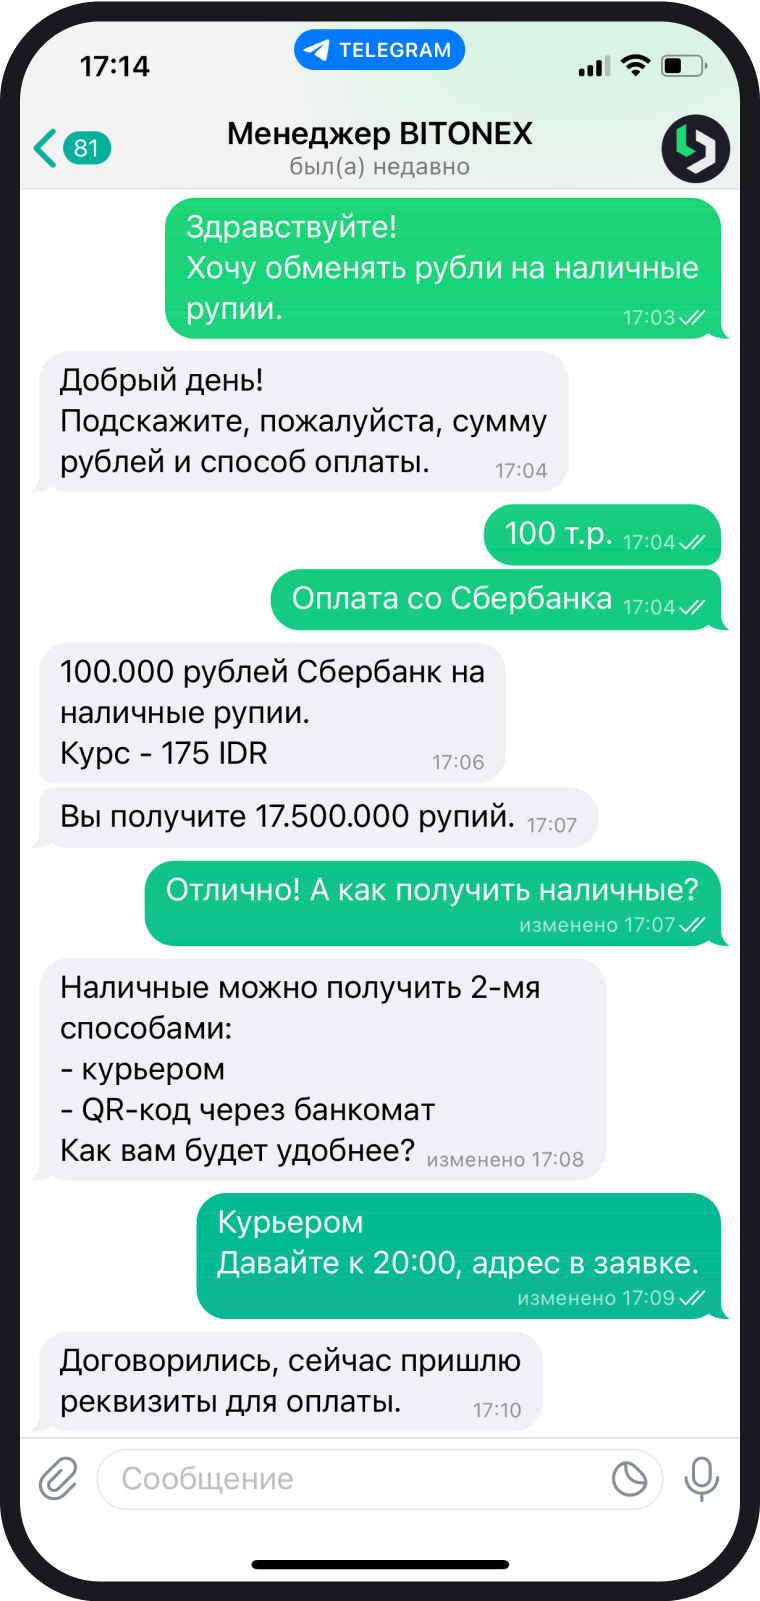 17:14
TELEGRAM
81
Менеджер BITONEX
был(а) недавно
Здравствуйте!
Хочу обменять рубли на наличные
рупии.
17:03
Добрый день!
Подскажите, пожалуйста, сумму
рублей и способ оплаты.
17:04
100 т.р. 17:04
Оплата со Сбербанка 17:04
100.000 рублей Сбербанк на
наличные рупии.
Курс - 175 IDR
17:06
Вы получите 17.500.000 рупий. 17:07
Отлично! А как получить наличные?
изменено 17:07
Наличные можно получить 2-мя
способами:
- курьером
- QR-код через банкомат
Как вам будет удобнее? изменено 17:08
Курьером
Давайте к 20:00, адрес в заявке.
изменено 17:09
Договорились, сейчас пришлю
реквизиты для оплаты.
17:10
Сообщение